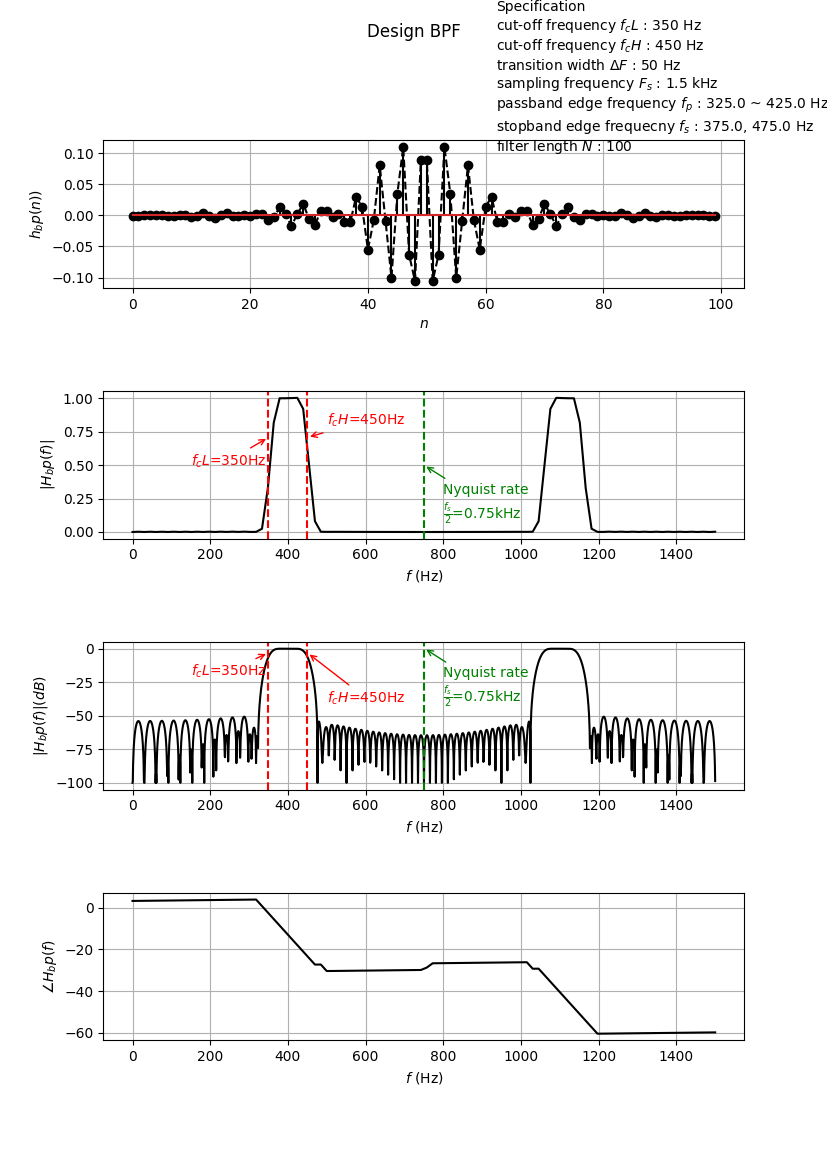 Design BPF
Specification
cut-off frequency f_cL : 350 Hz
cut-off frequency f_cH : 450 Hz
transition width ΔF : 50 Hz
sampling frequency F_s : 1.5 kHz
passband edge frequency f_p : 325.0 ~ 425.0 Hz
stopband edge frequecny f_s : 375.0, 475.0 Hz
filter length N : 100
h_bp(n))
0.10
0.05
0.00
−0.05
−0.10
0 20 40 60 80 100
n
|H_bp(f)|
1.00
0.75
0.50
0.25
0.00
f_cH=450Hz
f_cL=350Hz
Nyquist rate
f_s/2=0.75kHz
0 200 400 600 800 1000 1200 1400
f (Hz)
|H_bp(f)|(dB)
0
−25
−50
−75
−100
f_cL=350Hz
f_cH=450Hz
Nyquist rate
f_s/2=0.75kHz
0 200 400 600 800 1000 1200 1400
f (Hz)
∠H_bp(f)
0
−20
−40
−60
0 200 400 600 800 1000 1200 1400
f (Hz)